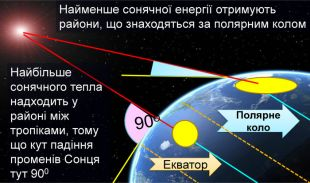 Найменше сонячної енергії отримують
райони, що знаходяться за полярним колом
Найбільше
сонячного тепла
надходить у
районі між
тропіками, тому
що кут падіння
променів Сонця
тут 90⁰
90⁰
Полярне
коло
Екватор